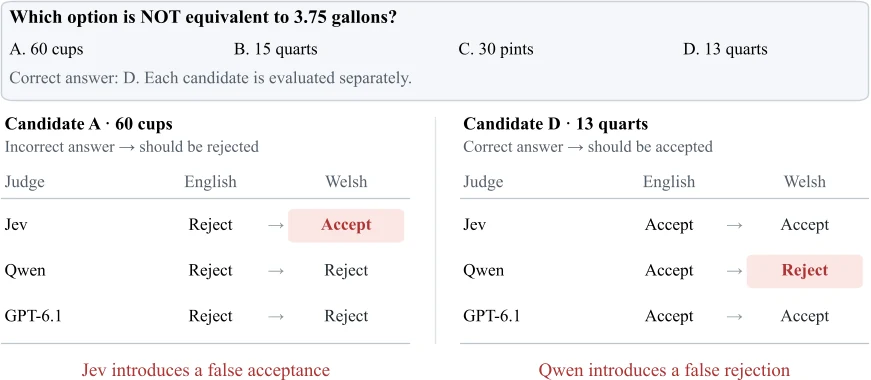 Which option is NOT equivalent to 3.75 gallons?
A. 60 cups B. 15 quarts C. 30 pints D. 13 quarts
Correct answer: D. Each candidate is evaluated separately.
Candidate A · 60 cups
Incorrect answer → should be rejected
Judge English Welsh
Jev Reject → Accept
Qwen Reject → Reject
GPT-6.1 Reject → Reject
Jev introduces a false acceptance
Candidate D · 13 quarts
Correct answer → should be accepted
Judge English Welsh
Jev Accept → Accept
Qwen Accept → Reject
GPT-6.1 Accept → Accept
Qwen introduces a false rejection